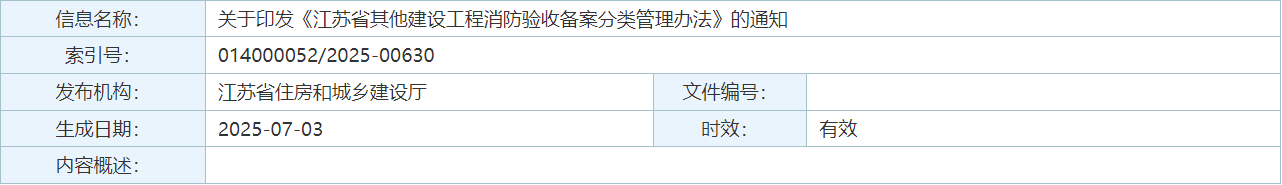 信息名称： 关于印发《江苏省其他建设工程消防验收备案分类管理办法》的通知
索引号： 014000052/2025-00630
发布机构： 江苏省住房和城乡建设厅 文件编号：
生成日期： 2025-07-03 时效： 有效
内容概述：